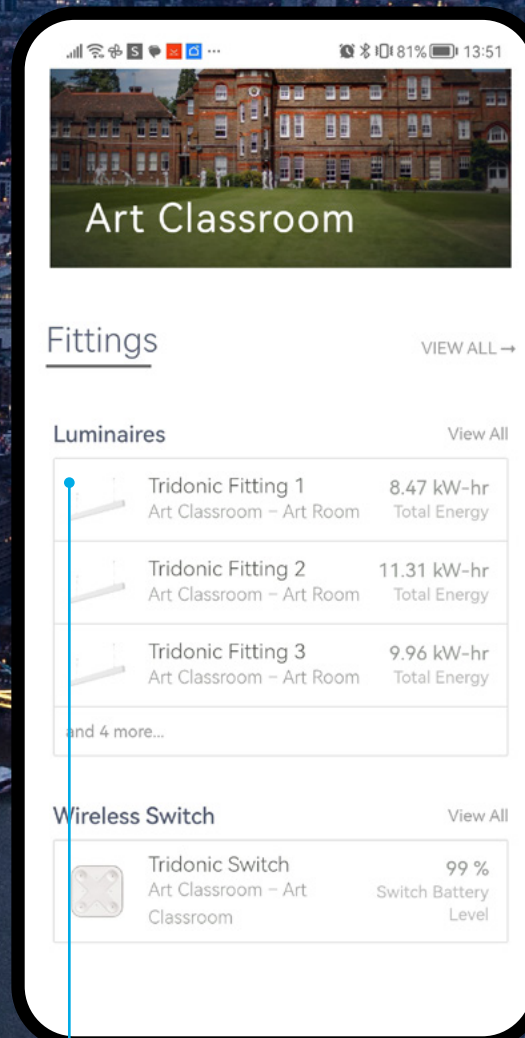 81% 13:51
Art Classroom
Fittings
VIEW ALL →
Luminaires
View All
Tridonic Fitting 1
8.47 kW-hr
Art Classroom – Art Room
Total Energy
Tridonic Fitting 2
11.31 kW-hr
Art Classroom – Art Room
Total Energy
Tridonic Fitting 3
9.96 kW-hr
Art Classroom – Art Room
Total Energy
and 4 more...
Wireless Switch
View All
Tridonic Switch
99 %
Art Classroom – Art
Switch Battery
Classroom
Level